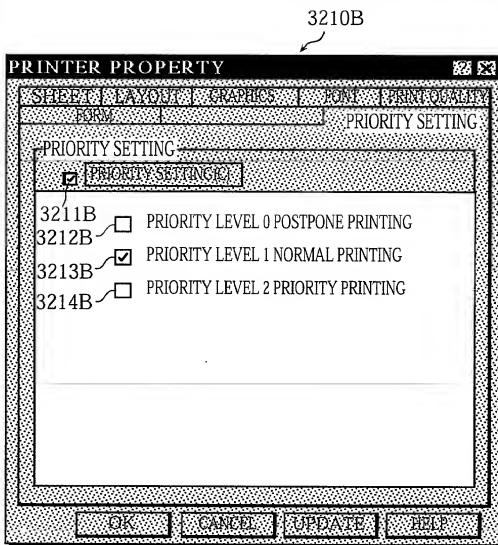 3210B
PRINTER PROPERTY
SHEET LAYOUT GRAPHICS FONT PRINT QUALITY
FORM
PRIORITY SETTING
PRIORITY SETTING
PRIORITY SETTING(C)
3211B
3212B PRIORITY LEVEL 0 POSTPONE PRINTING
3213B PRIORITY LEVEL 1 NORMAL PRINTING
3214B PRIORITY LEVEL 2 PRIORITY PRINTING
OK CANCEL UPDATE HELP